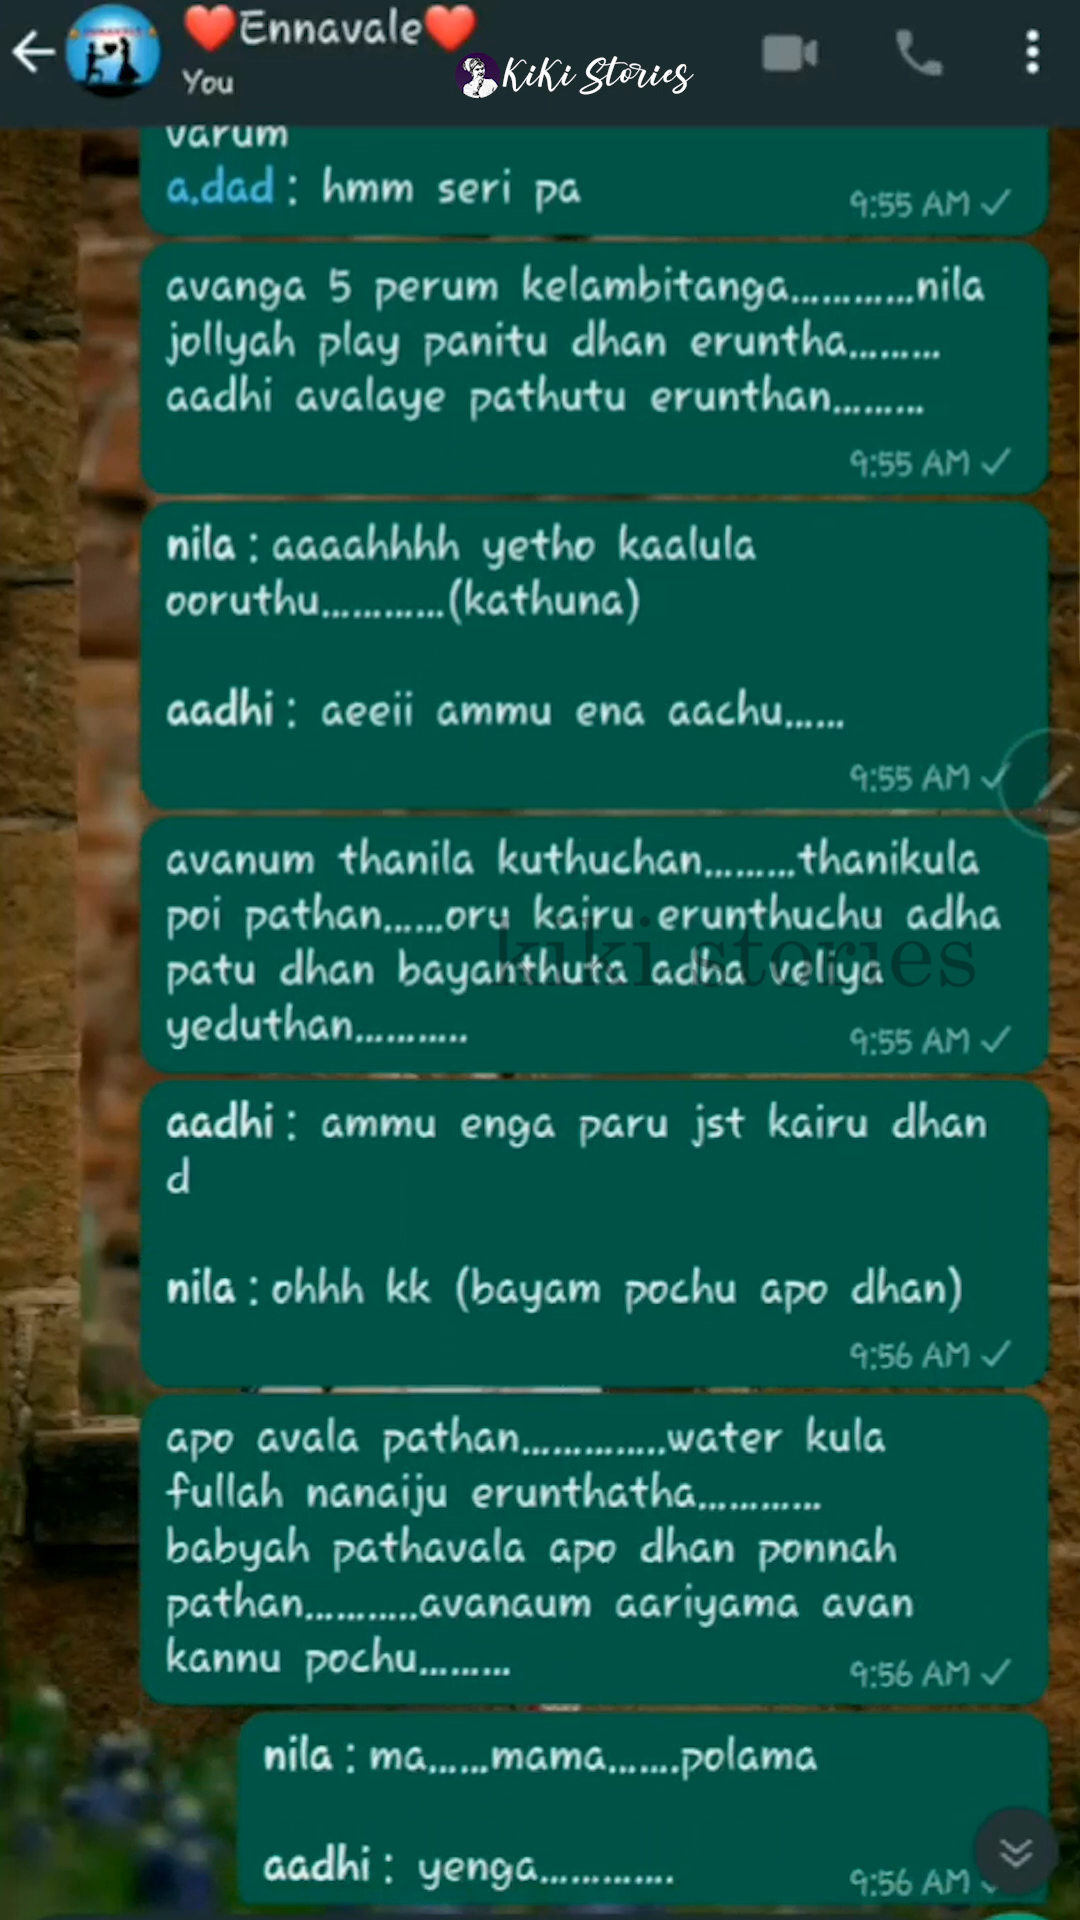 ❤️Ennavale❤️
You
KiKi Stories
varum
a.dad : hmm seri pa
9:55 AM
avanga 5 perum kelambitanga............nila
jollyah play panitu dhan eruntha.........
aadhi avalaye pathutu erunthan.........
9:55 AM
nila : aaaahhhh yetho kaalula
ooruthu............(kathuna)
aadhi : aeeii ammu ena aachu......
9:55 AM
avanum thanila kuthuchan.........thanikula
poi pathan......oru kairu erunthuchu adha
patu dhan bayanthuta adha veliya
yeduthan...........
9:55 AM
kiki stories
aadhi : ammu enga paru jst kairu dhan
d
nila : ohhh kk (bayam pochu apo dhan)
9:56 AM
apo avala pathan..............water kula
fullah nanaiju erunthatha............
babyah pathavala apo dhan ponnah
pathan...........avanaum aariyama avan
kannu pochu.........
9:56 AM
nila : ma......mama.......polama
aadhi : yenga.............
9:56 AM